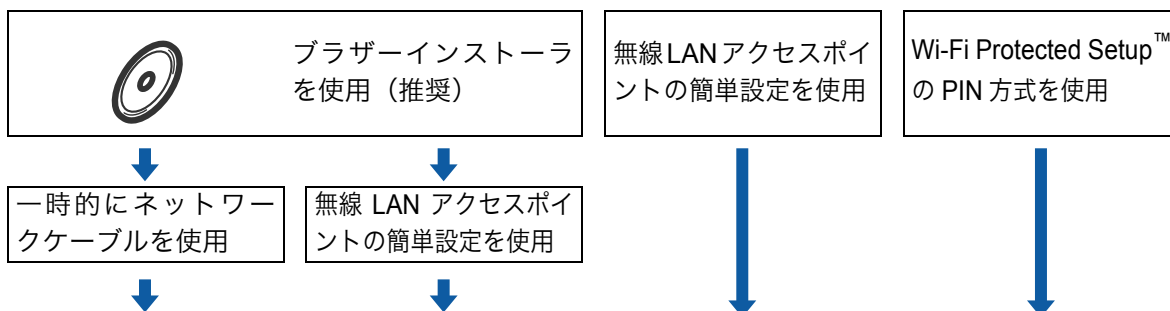 ブラザーインストーラ
を使用（推奨）
無線LANアクセスポイ
ントの簡単設定を使用
Wi-Fi Protected Setup™
の PIN 方式を使用
一時的にネットワー
クケーブルを使用
無線 LAN アクセスポイ
ントの簡単設定を使用